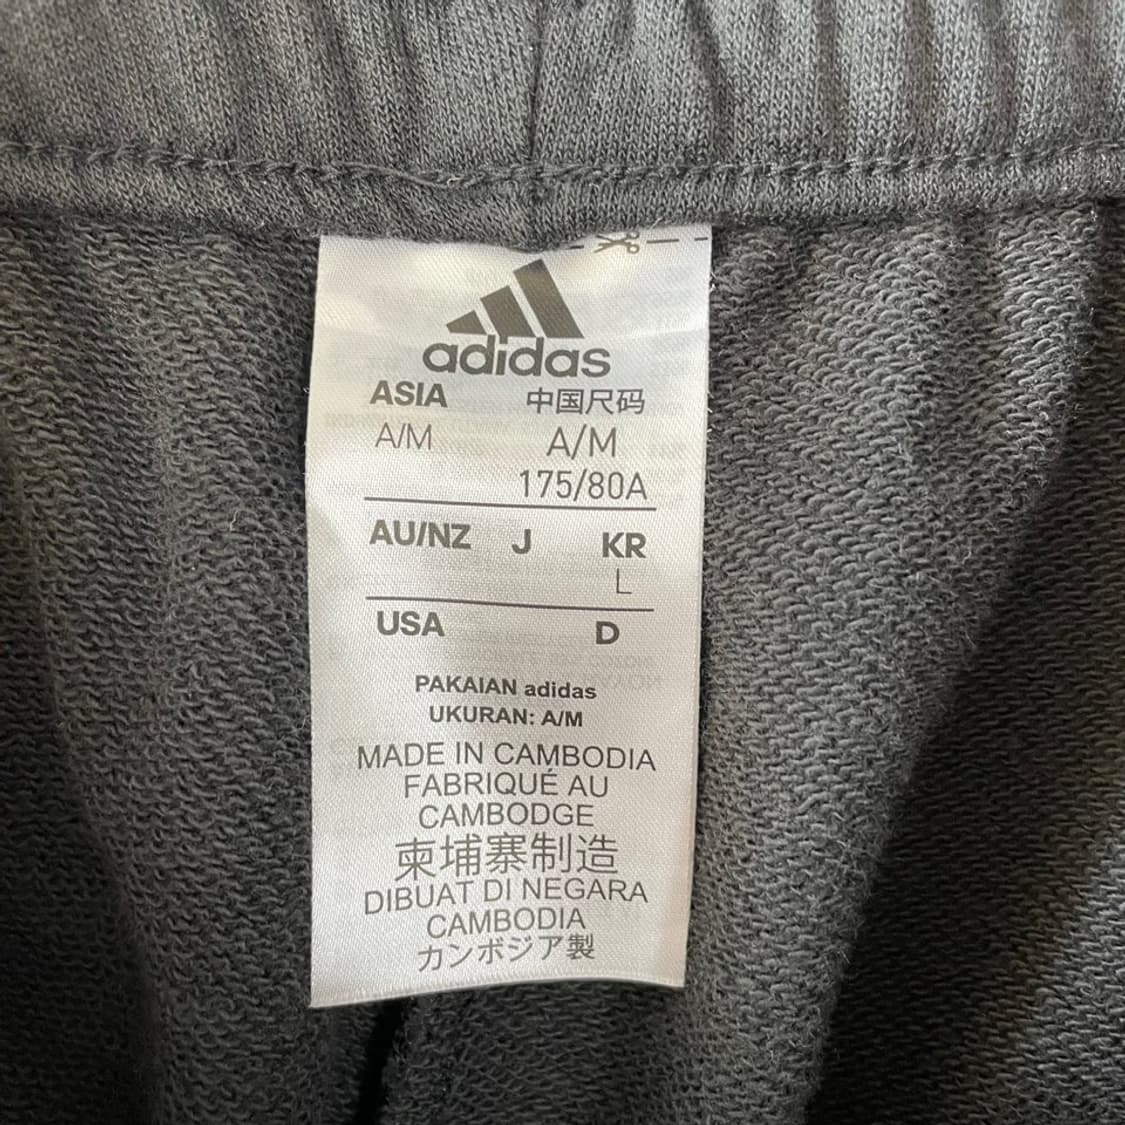 adidas
ASIA 中国尺码
A/M A/M
175/80A
AU/NZ J KR
L
USA D
PAKAIAN adidas
UKURAN: A/M
MADE IN CAMBODIA
FABRIQUÉ AU
CAMBODGE
柬埔寨制造
DIBUAT DI NEGARA
CAMBODIA
カンボジア製